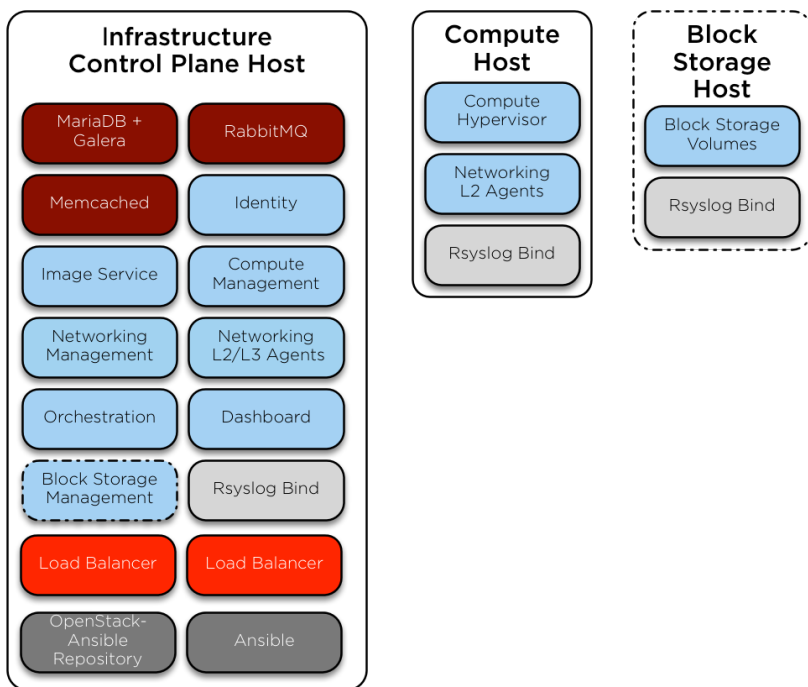 Infrastructure
Control Plane Host
MariaDB +
Galera
RabbitMQ
Memcached
Identity
Image Service
Compute
Management
Networking
Management
Networking
L2/L3 Agents
Orchestration
Dashboard
Block Storage
Management
Rsyslog Bind
Load Balancer
Load Balancer
OpenStack-
Ansible
Repository
Ansible
Compute
Host
Compute
Hypervisor
Networking
L2 Agents
Rsyslog Bind
Block
Storage
Host
Block Storage
Volumes
Rsyslog Bind